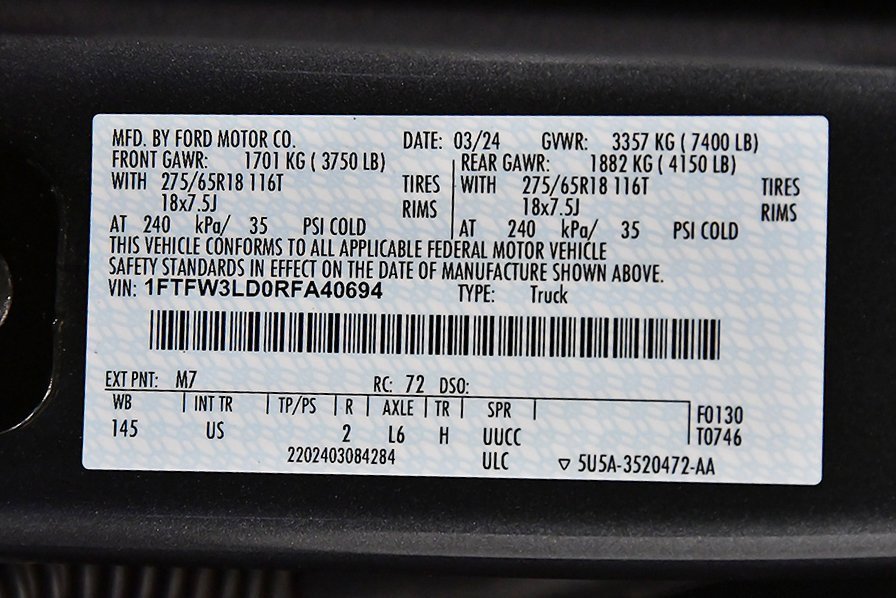 MFD. BY FORD MOTOR CO. DATE: 03/24 GVWR: 3357 KG ( 7400 LB)
FRONT GAWR: 1701 KG ( 3750 LB) REAR GAWR: 1882 KG ( 4150 LB)
WITH 275/65R18 116T TIRES WITH 275/65R18 116T TIRES
18x7.5J RIMS 18x7.5J RIMS
AT 240 kPa/ 35 PSI COLD AT 240 kPa/ 35 PSI COLD
THIS VEHICLE CONFORMS TO ALL APPLICABLE FEDERAL MOTOR VEHICLE
SAFETY STANDARDS IN EFFECT ON THE DATE OF MANUFACTURE SHOWN ABOVE.
VIN: 1FTFW3LD0RFA40694 TYPE: Truck
EXT PNT: M7 RC: 72 DSO:
WB INT TR TP/PS R AXLE TR SPR F0130
145 US 2 L6 H UUCC T0746
2202403084284 ULC ▽ 5U5A-3520472-AA